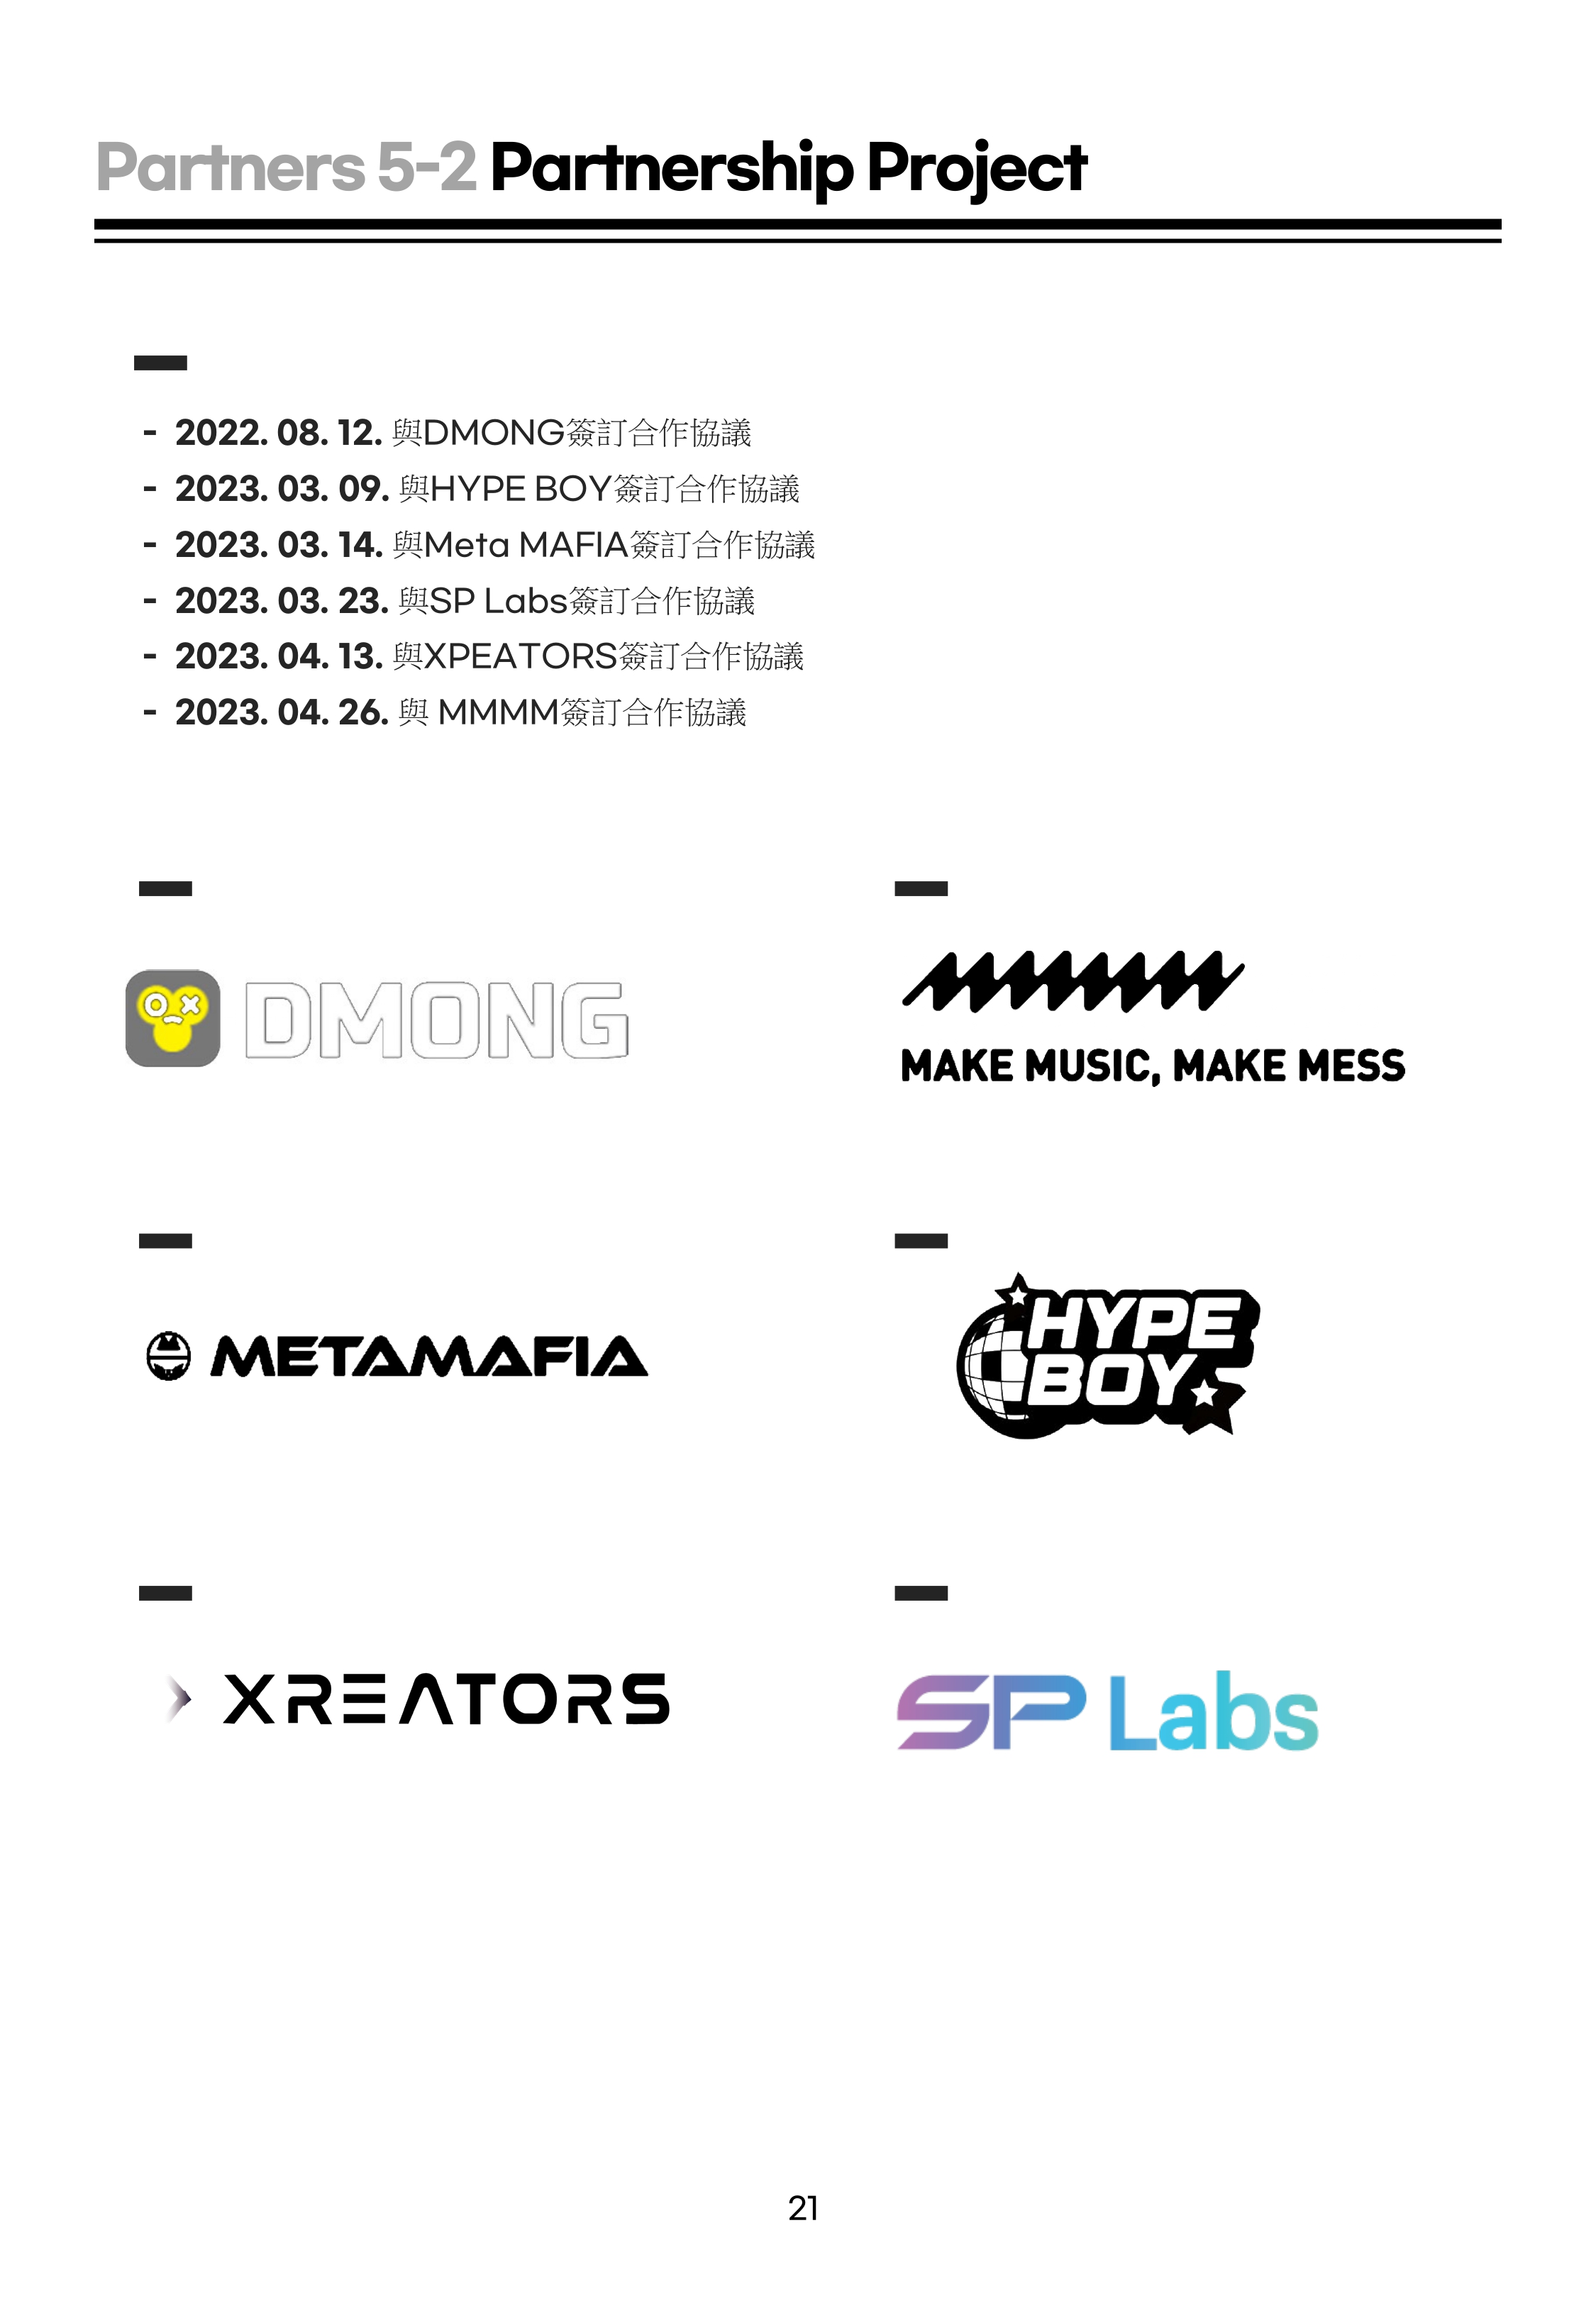 Partners 5-2 Partnership Project
- 2022. 08. 12. 與DMONG簽訂合作協議
- 2023. 03. 09. 與HYPE BOY簽訂合作協議
- 2023. 03. 14. 與Meta MAFIA簽訂合作協議
- 2023. 03. 23. 與SP Labs簽訂合作協議
- 2023. 04. 13. 與XPEATORS簽訂合作協議
- 2023. 04. 26. 與 MMMM簽訂合作協議
DMONG
MAKE MUSIC, MAKE MESS
METAMAFIA
HYPE
BOY
XREATORS
SP Labs
21